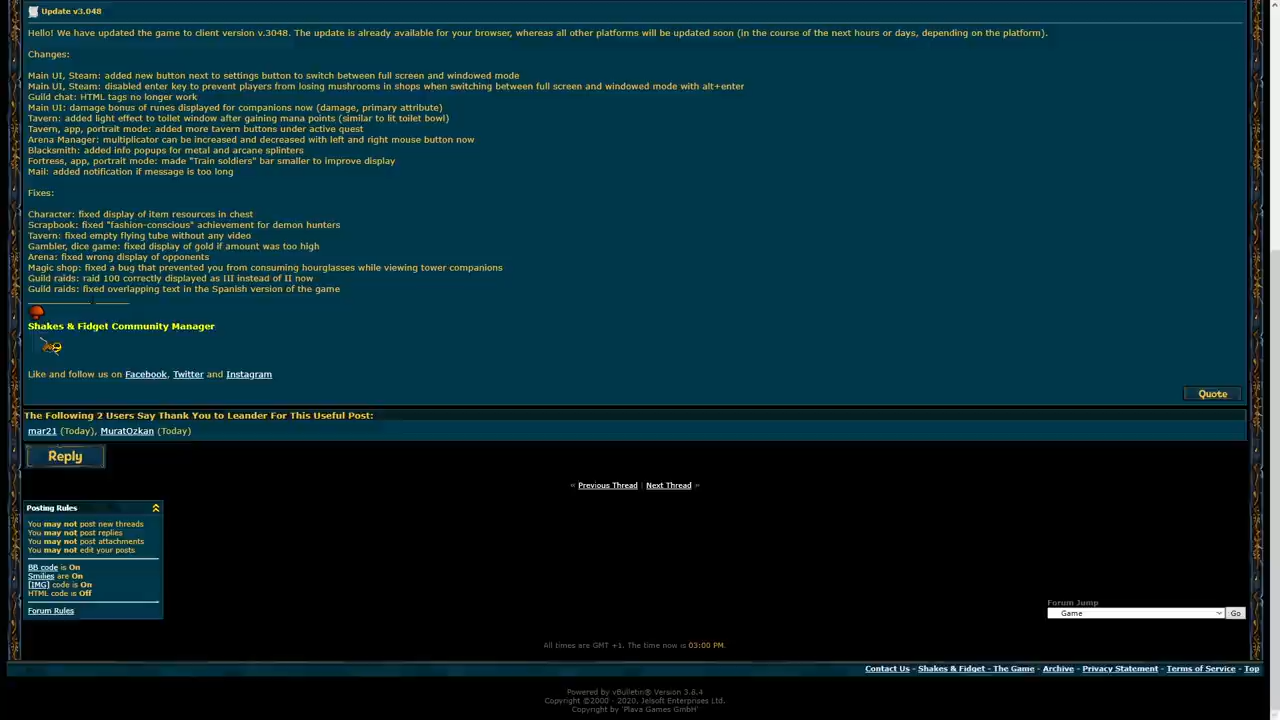 Update v3.048
Hello! We have updated the game to client version v.3048. The update is already available for your browser, whereas all other platforms will be updated soon (in the course of the next hours or days, depending on the platform).
Changes:
Main UI, Steam: added new button next to settings button to switch between full screen and windowed mode
Main UI, Steam: disabled enter key to prevent players from losing mushrooms in shops when switching between full screen and windowed mode with alt+enter
Guild chat: HTML tags no longer work
Main UI: damage bonus of runes displayed for companions now (damage, primary attribute)
Tavern: added light effect to toilet window after gaining mana points (similar to lit toilet bowl)
Tavern, app, portrait mode: added more tavern buttons under active quest
Arena Manager: multiplicator can be increased and decreased with left and right mouse button now
Blacksmith: added info popups for metal and arcane splinters
Fortress, app, portrait mode: made "Train soldiers" bar smaller to improve display
Mail: added notification if message is too long
Fixes:
Character: fixed display of item resources in chest
Scrapbook: fixed "fashion-conscious" achievement for demon hunters
Tavern: fixed empty flying tube without any video
Gambler, dice game: fixed display of gold if amount was too high
Arena: fixed wrong display of opponents
Magic shop: fixed a bug that prevented you from consuming hourglasses while viewing tower companions
Guild raids: raid 100 correctly displayed as III instead of II now
Guild raids: fixed overlapping text in the Spanish version of the game
Shakes & Fidget Community Manager
Like and follow us on Facebook, Twitter and Instagram
Quote
The Following 2 Users Say Thank You to Leander For This Useful Post:
mar21 (Today), MuratOzkan (Today)
Reply
« Previous Thread | Next Thread »
Posting Rules
You may not post new threads
You may not post replies
You may not post attachments
You may not edit your posts
BB code is On
Smilies are On
[IMG] code is On
HTML code is Off
Forum Rules
Forum Jump
Game
Go
All times are GMT +1. The time now is 03:00 PM.
Contact Us - Shakes & Fidget - The Game - Archive - Privacy Statement - Terms of Service - Top
Powered by vBulletin® Version 3.8.4
Copyright ©2000 - 2020, Jelsoft Enterprises Ltd.
Copyright by 'Playa Games GmbH'